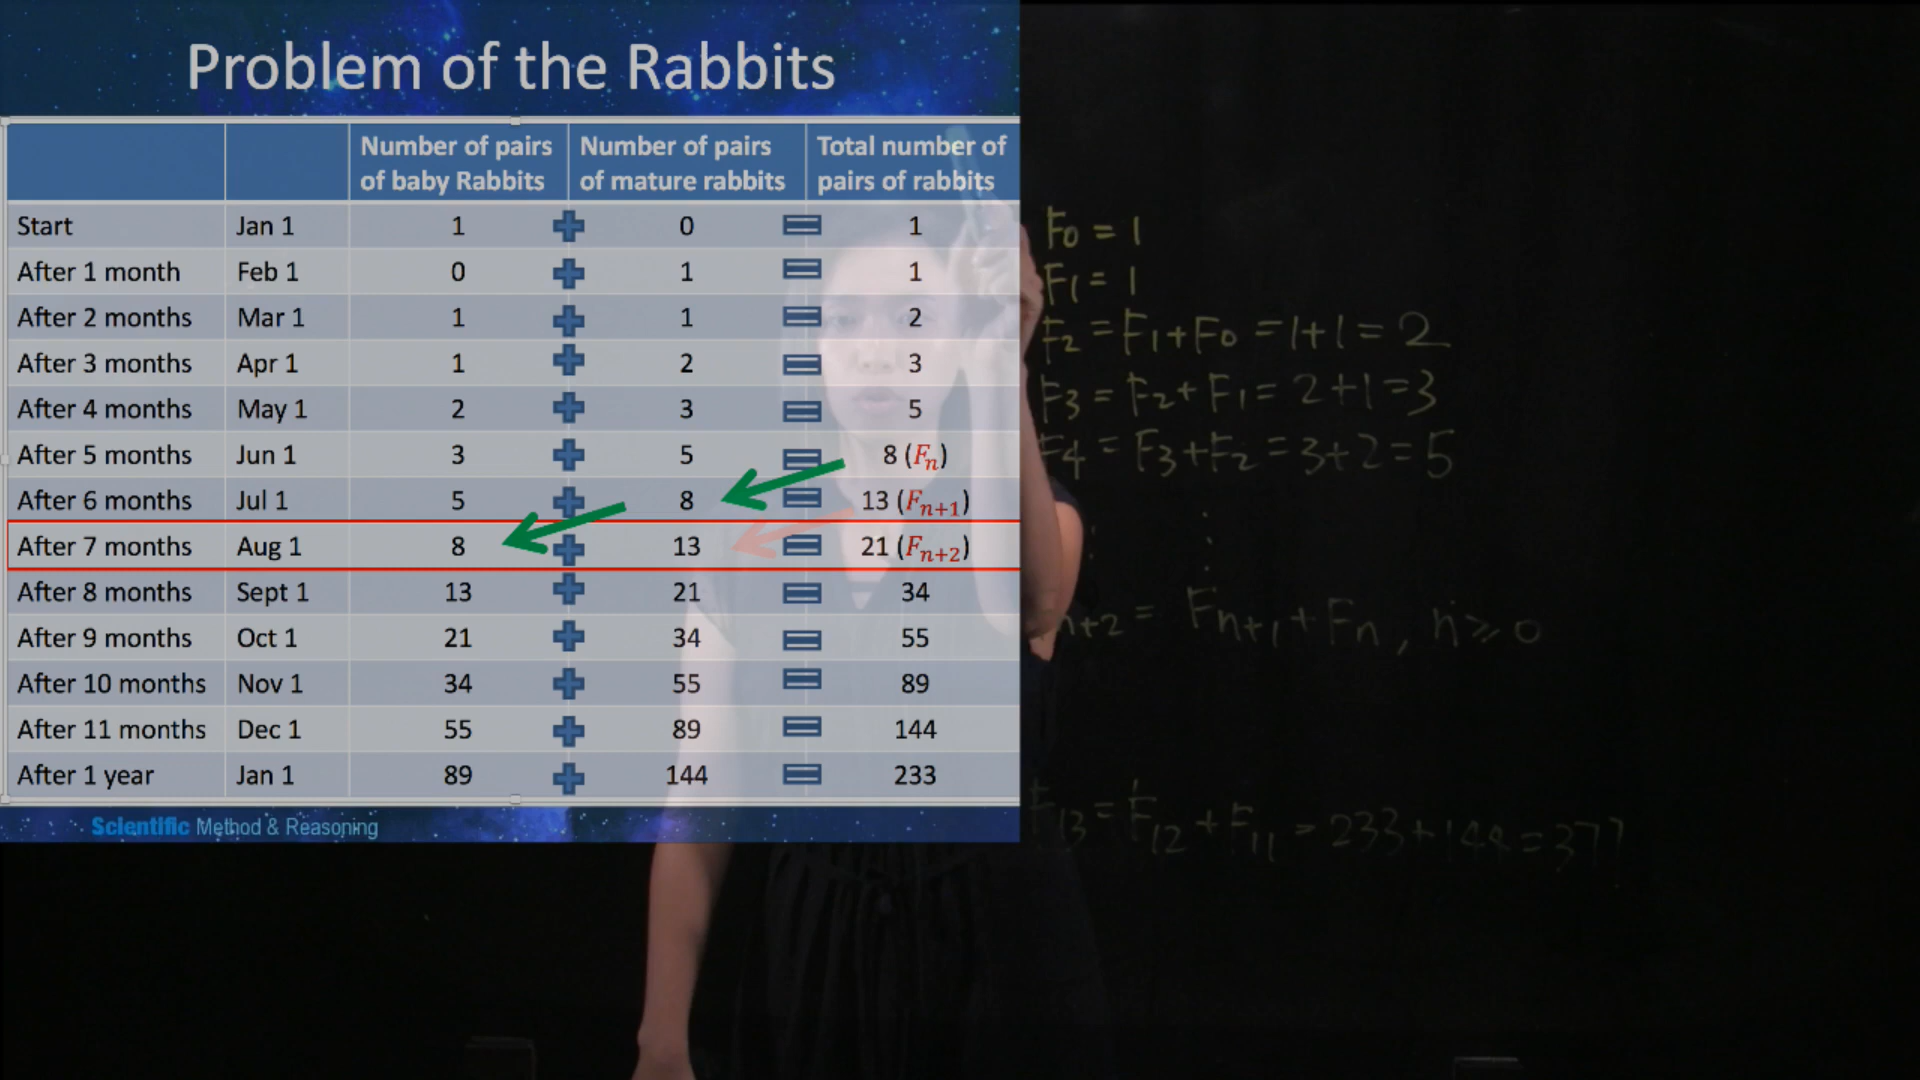 Problem of the Rabbits
Number of pairs of baby Rabbits Number of pairs of mature rabbits Total number of pairs of rabbits
Start Jan 1 1 + 0 = 1
After 1 month Feb 1 0 + 1 = 1
After 2 months Mar 1 1 + 1 = 2
After 3 months Apr 1 1 + 2 = 3
After 4 months May 1 2 + 3 = 5
After 5 months Jun 1 3 + 5 = 8 (Fn)
After 6 months Jul 1 5 + 8 = 13 (Fn+1)
After 7 months Aug 1 8 + 13 = 21 (Fn+2)
After 8 months Sept 1 13 + 21 = 34
After 9 months Oct 1 21 + 34 = 55
After 10 months Nov 1 34 + 55 = 89
After 11 months Dec 1 55 + 89 = 144
After 1 year Jan 1 89 + 144 = 233
Scientific Method & Reasoning
F0 = 1
F1 = 1
F2 = F1+F0 = 1+1 = 2
F3 = F2+F1 = 2+1 = 3
F4 = F3+F2 = 3+2 = 5
n+2 = Fn+1 + Fn, n ≥ 0
F13 = F12 + F11 = 233+144 = 377